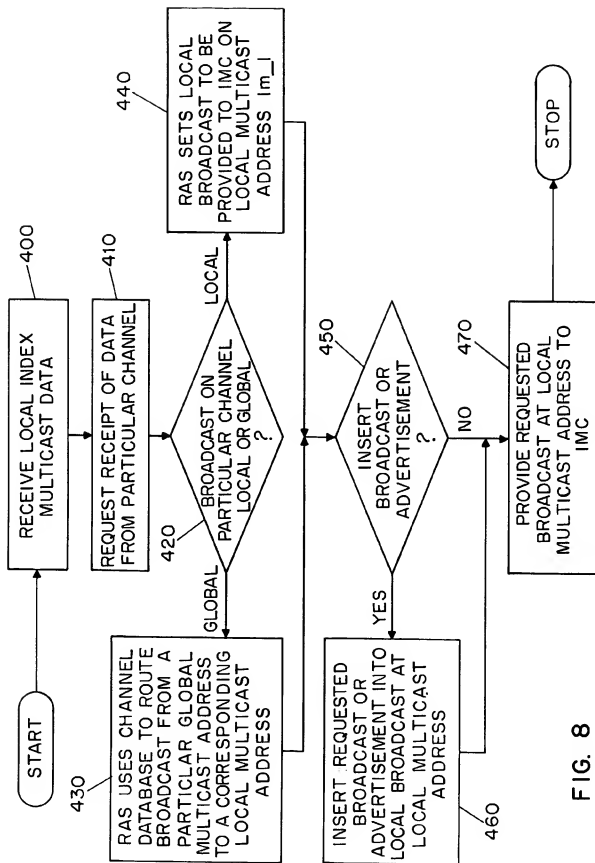 START
RECEIVE LOCAL INDEX
MULTICAST DATA
400
REQUEST RECEIPT OF DATA
FROM PARTICULAR CHANNEL
410
BROADCAST ON
PARTICULAR CHANNEL
LOCAL OR GLOBAL
?
420
GLOBAL
LOCAL
RAS USES CHANNEL
DATABASE TO ROUTE
BROADCAST FROM A
PARTICLAR GLOBAL
MULTICAST ADDRESS
TO A CORRESPONDING
LOCAL MULTICAST
ADDRESS
430
RAS SETS LOCAL
BROADCAST TO BE
PROVIDED TO IMC ON
LOCAL MULTICAST
ADDRESS lm_l
440
INSERT
BROADCAST OR
ADVERTISEMENT
?
450
YES
NO
INSERT REQUESTED
BROADCAST OR
ADVERTISEMENT INTO
LOCAL BROADCAST AT
LOCAL MULTICAST
ADDRESS
460
PROVIDE REQUESTED
BROADCAST AT LOCAL
MULTICAST ADDRESS TO
IMC
470
STOP
FIG. 8